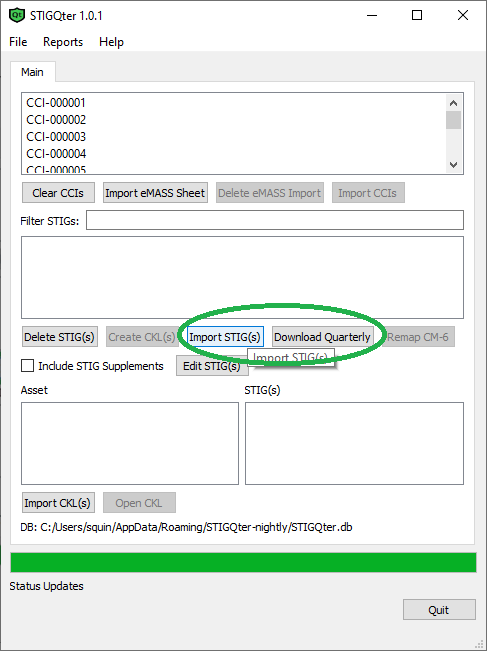 STIGQter 1.0.1
File Reports Help
Main
CCI-000001
CCI-000002
CCI-000003
CCI-000004
CCI-000005
Clear CCIs Import eMASS Sheet Delete eMASS Import Import CCIs
Filter STIGs:
Delete STIG(s) Create CKL(s) Import STIG(s) Download Quarterly Remap CM-6
Import STIG(s)
Include STIG Supplements Edit STIG(s)
Asset STIG(s)
Import CKL(s) Open CKL
DB: C:/Users/squin/AppData/Roaming/STIGQter-nightly/STIGQter.db
Status Updates
Quit